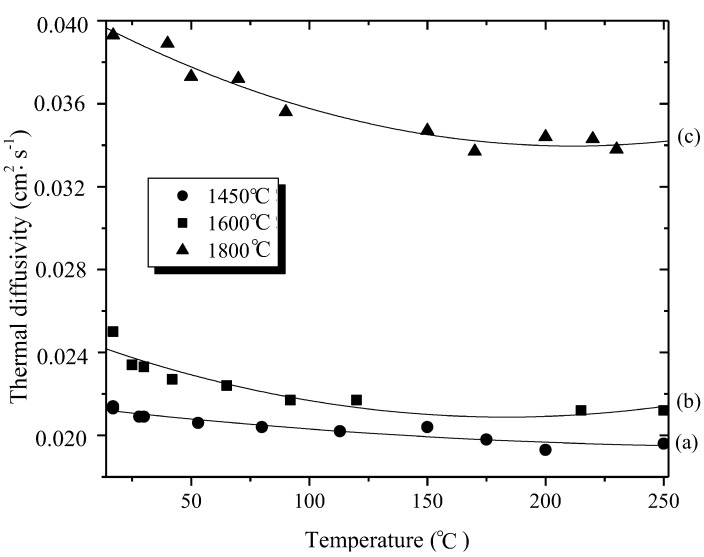 0.040
0.036
0.032
0.028
0.024
0.020
Thermal diffusivity (cm²· s⁻¹)
(c)
1450℃ s
1600℃ s
1800℃
(b)
(a)
50
100
150
200
250
Temperature (℃)